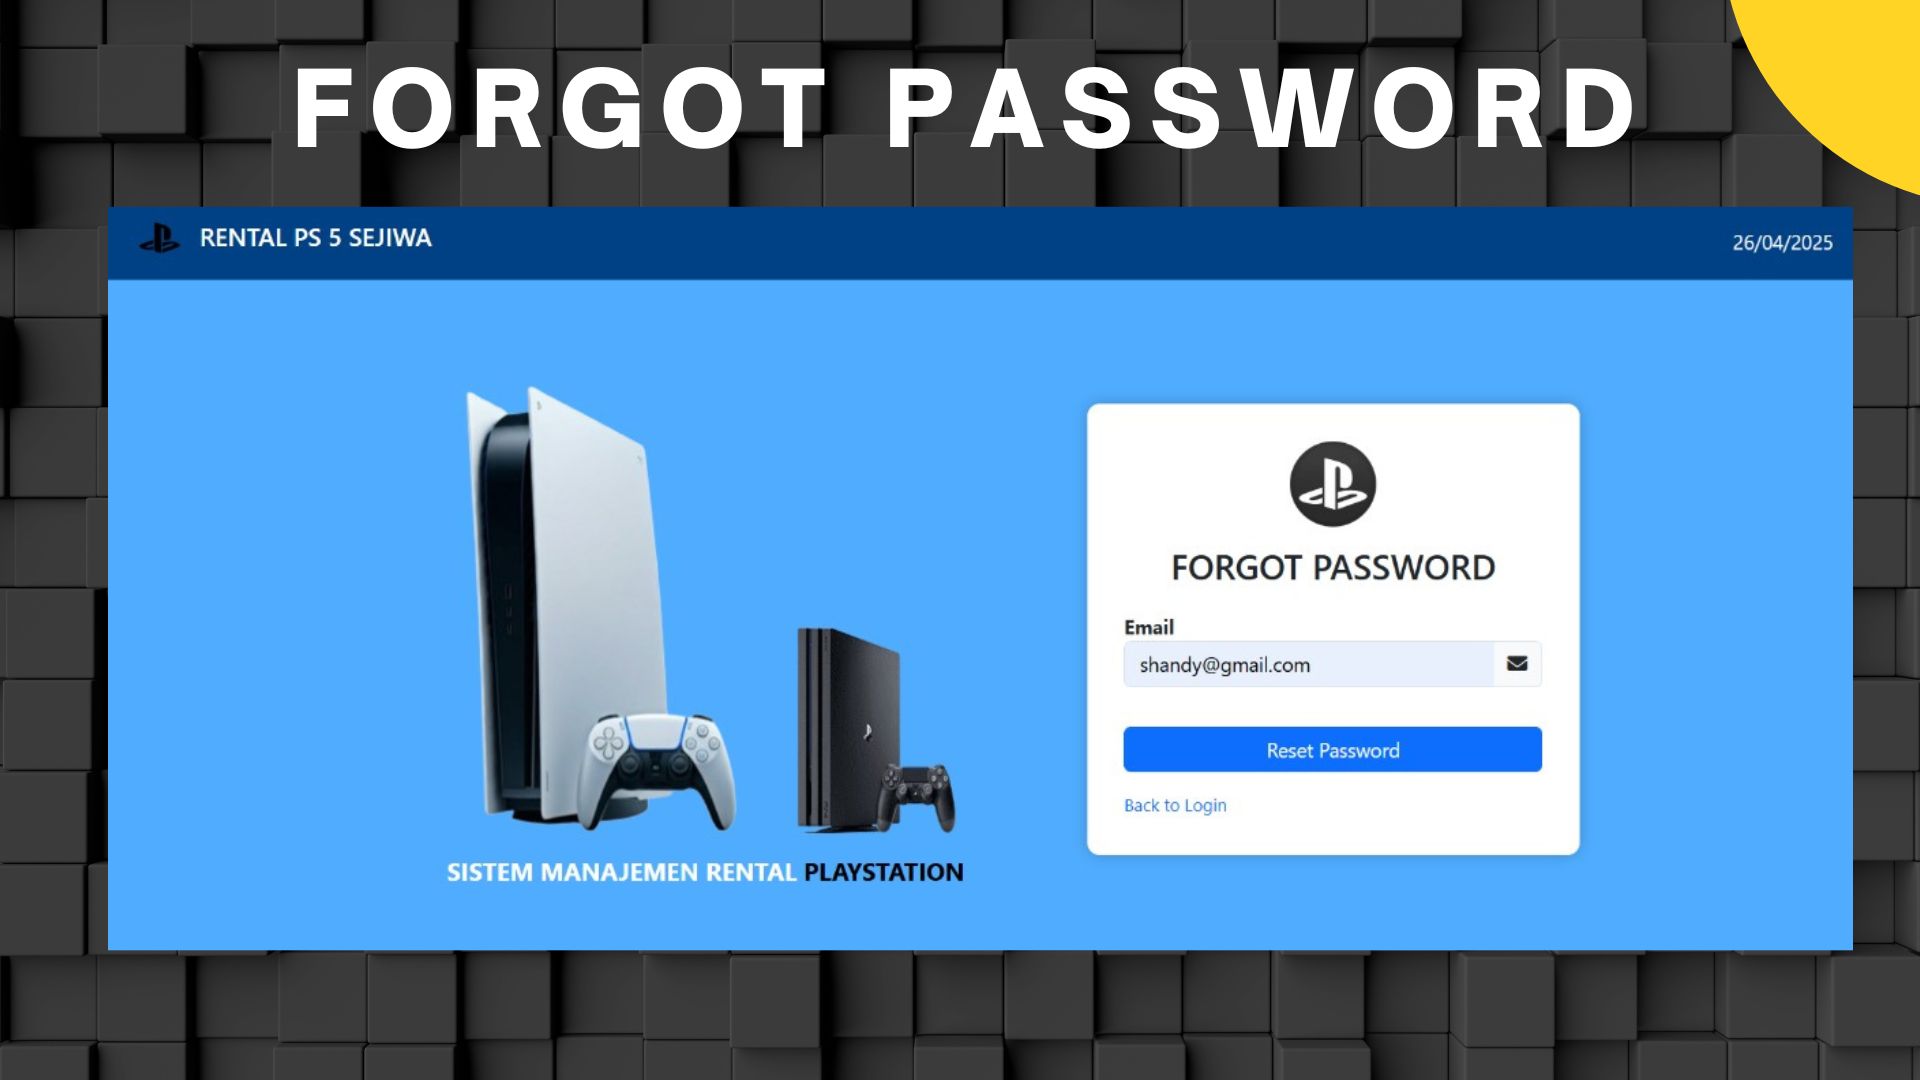 FORGOT PASSWORD
RENTAL PS 5 SEJIWA
26/04/2025
FORGOT PASSWORD
Email
shandy@gmail.com
Reset Password
Back to Login
SISTEM MANAJEMEN RENTAL PLAYSTATION